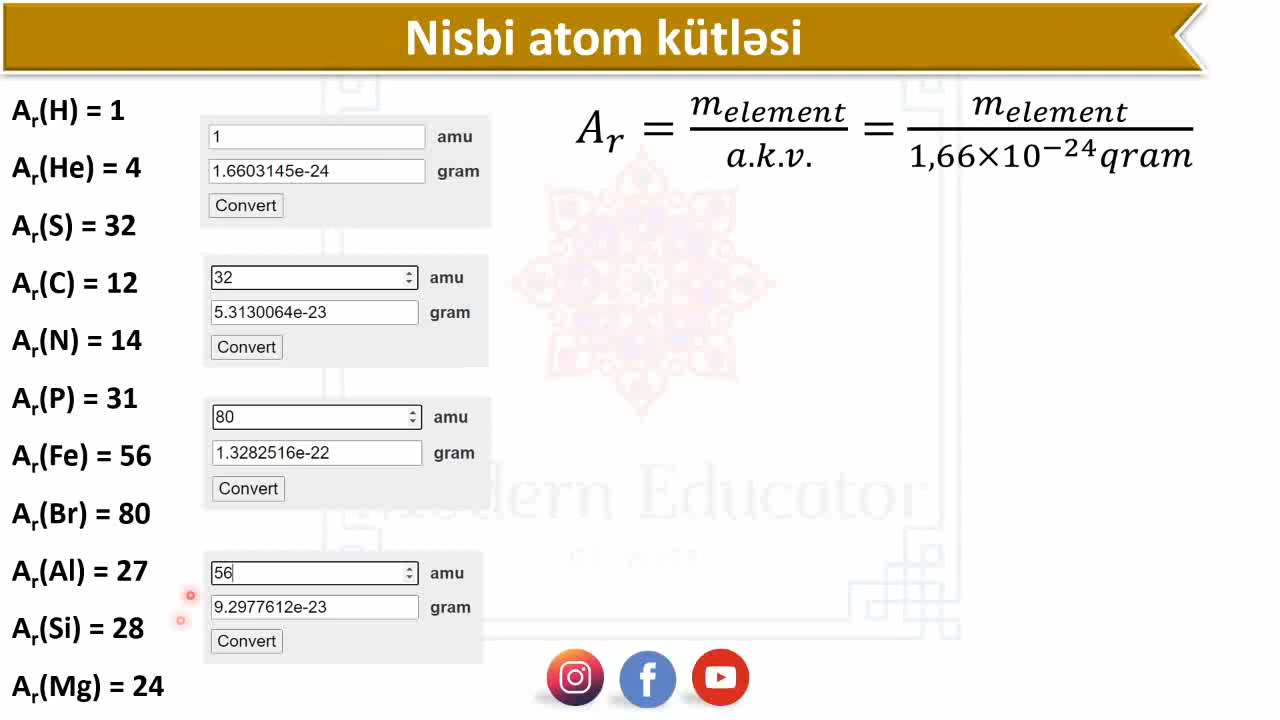 Nisbi atom kütləsi
Aᵣ(H) = 1
Aᵣ(He) = 4
Aᵣ(S) = 32
Aᵣ(C) = 12
Aᵣ(N) = 14
Aᵣ(P) = 31
Aᵣ(Fe) = 56
Aᵣ(Br) = 80
Aᵣ(Al) = 27
Aᵣ(Si) = 28
Aᵣ(Mg) = 24
1 amu
1.6603145e-24 gram
Convert
32 amu
5.3130064e-23 gram
Convert
80 amu
1.3282516e-22 gram
Convert
56 amu
9.2977612e-23 gram
Convert
Aᵣ = m_element / a.k.v. = m_element / 1,66×10⁻²⁴ qram
Modern Educator